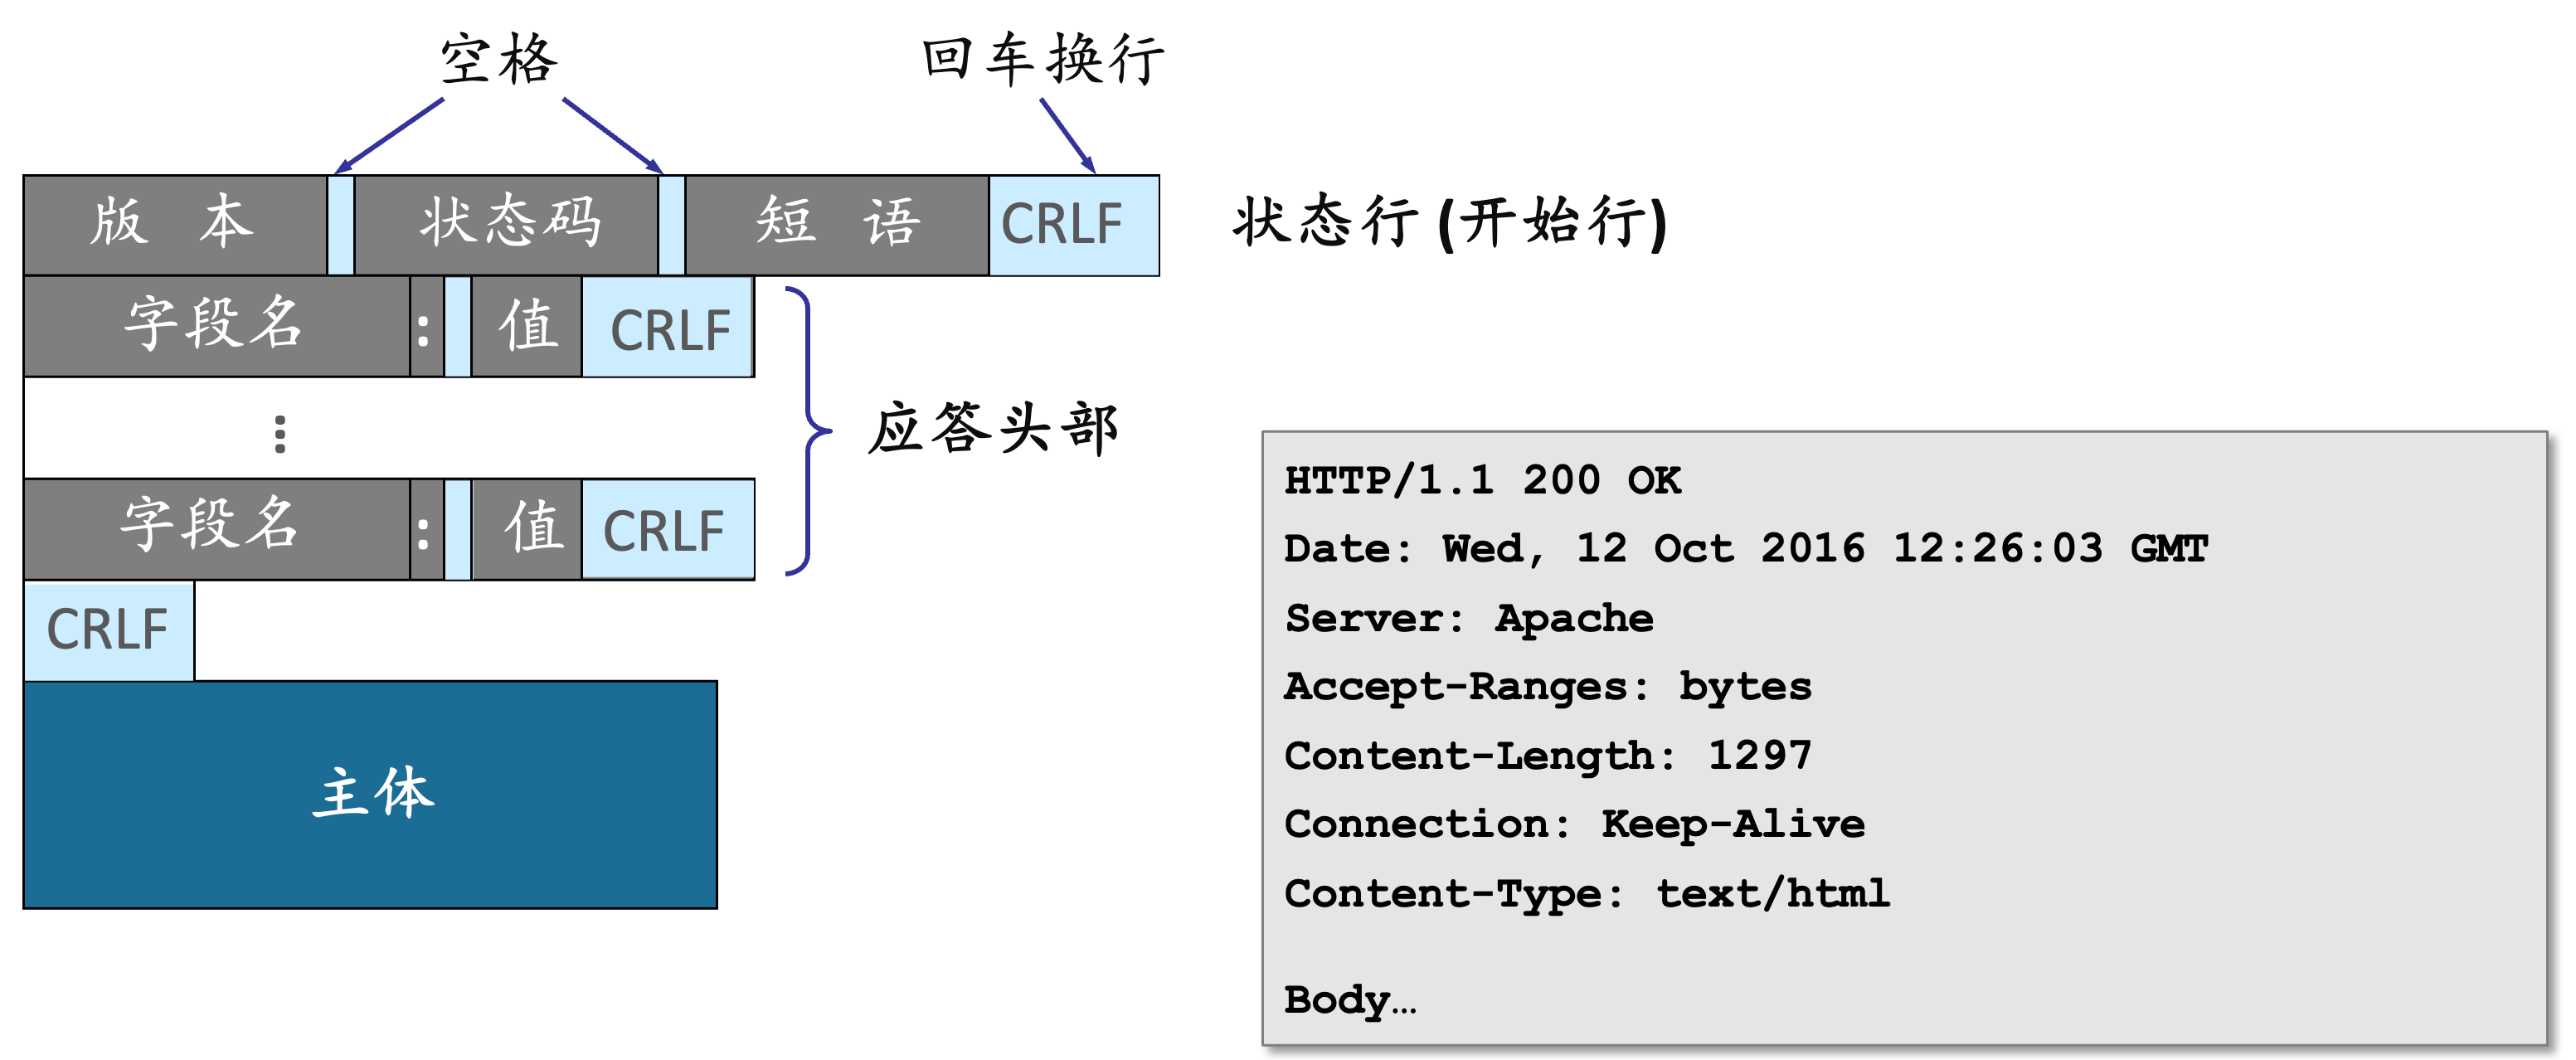 空格 回车换行
版 本 状态码 短 语 CRLF 状态行 (开始行)
字段名 : 值 CRLF
⋮
应答头部
字段名 : 值 CRLF
CRLF
主体
HTTP/1.1 200 OK
Date: Wed, 12 Oct 2016 12:26:03 GMT
Server: Apache
Accept-Ranges: bytes
Content-Length: 1297
Connection: Keep-Alive
Content-Type: text/html
Body…